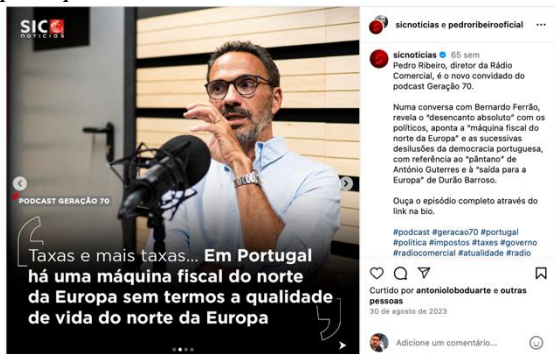 SIC
NOTÍCIAS
PODCAST GERAÇÃO 70
Taxas e mais taxas... Em Portugal
há uma máquina fiscal do norte
da Europa sem termos a qualidade
de vida do norte da Europa
sicnoticias e pedroribeirooficial
sicnoticias 65 sem
Pedro Ribeiro, diretor da Rádio
Comercial, é o novo convidado do
podcast Geração 70.
Numa conversa com Bernardo Ferrão,
revela o “desencanto absoluto” com os
políticos, aponta a “máquina fiscal do
norte da Europa” e as sucessivas
desilusões da democracia portuguesa,
com referência ao “pântano” de
António Guterres e à “saída para a
Europa” de Durão Barroso.
Ouça o episódio completo através do
link na bio.
#podcast #geracao70 #portugal
#politica #impostos #taxes #governo
#radiocomercial #atualidade #radio
Curtido por antonioloboduarte e outras
pessoas
30 de agosto de 2023
Adicione um comentário...